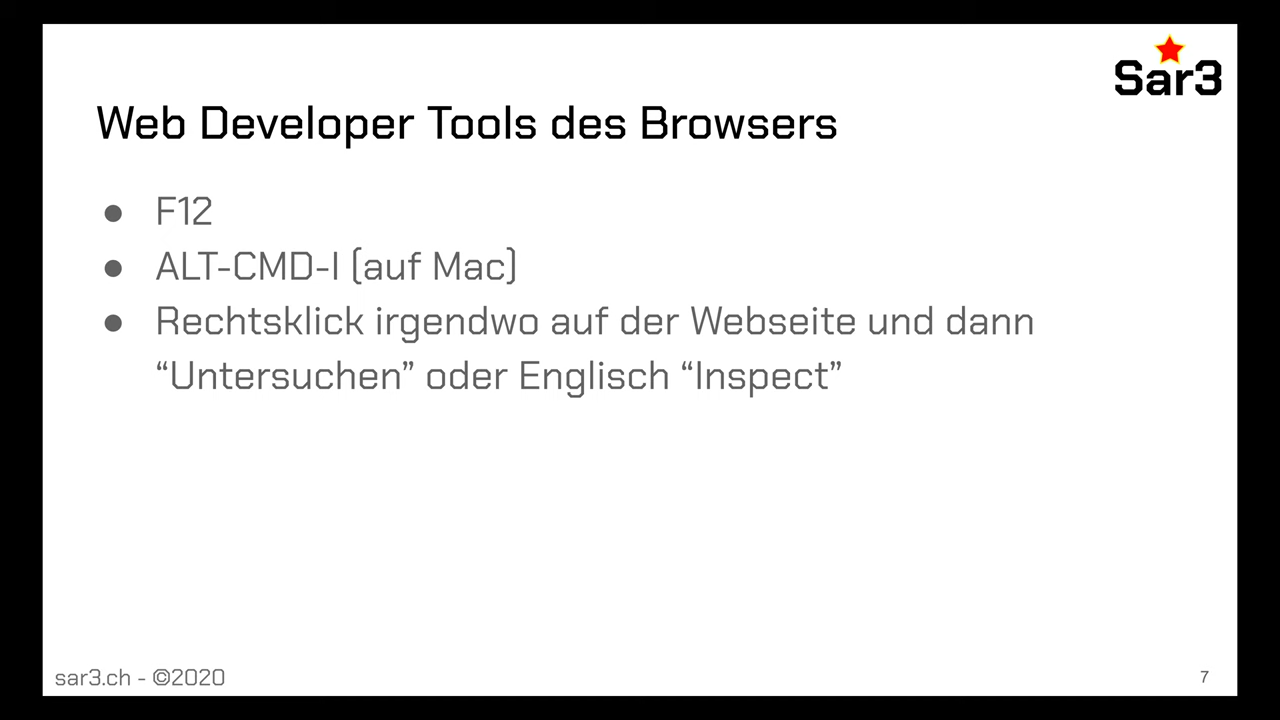 Sar3
Web Developer Tools des Browsers
● F12
● ALT-CMD-I (auf Mac)
● Rechtsklick irgendwo auf der Webseite und dann
“Untersuchen” oder Englisch “Inspect”
sar3.ch - ©2020
7